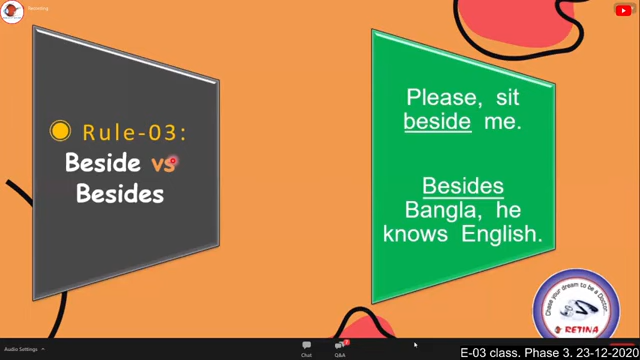 Recording
Rule-03:
Beside vs
Besides
Please, sit
beside me.
Besides
Bangla, he
knows English.
Chase your dream to be a Doctor..
RETINA
Audio Settings
Chat
Q&A
E-03 class. Phase 3. 23-12-2020